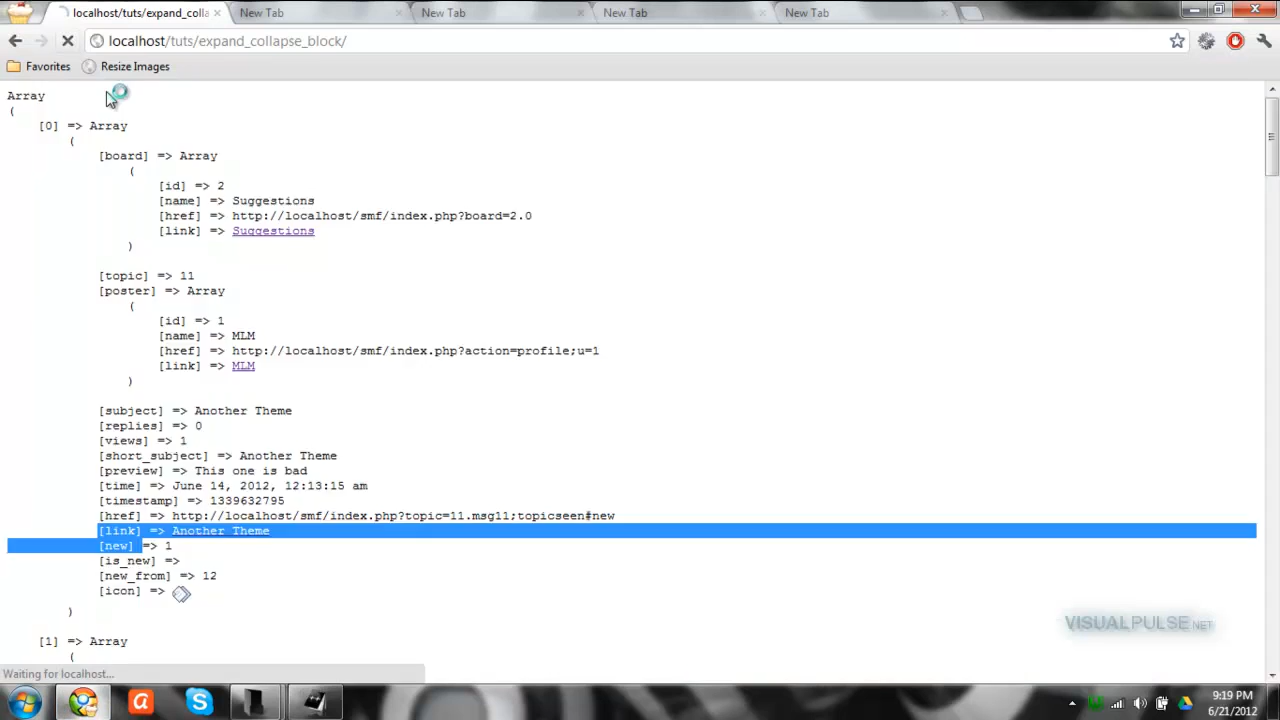 localhost/tuts/expand_colla
New Tab
New Tab
New Tab
New Tab
localhost/tuts/expand_collapse_block/
Favorites
Resize Images
Array
(
[0] => Array
(
[board] => Array
(
[id] => 2
[name] => Suggestions
[href] => http://localhost/smf/index.php?board=2.0
[link] => Suggestions
)
[topic] => 11
[poster] => Array
(
[id] => 1
[name] => MLM
[href] => http://localhost/smf/index.php?action=profile;u=1
[link] => MLM
)
[subject] => Another Theme
[replies] => 0
[views] => 1
[short_subject] => Another Theme
[preview] => This one is bad
[time] => June 14, 2012, 12:13:15 am
[timestamp] => 1339632795
[href] => http://localhost/smf/index.php?topic=11.msg11;topicseen#new
[link] => Another Theme
[new] => 1
[is_new] =>
[new_from] => 12
[icon] =>
)
VISUALPULSE.NET
[1] => Array
(
Waiting for localhost...
9:19 PM
6/21/2012